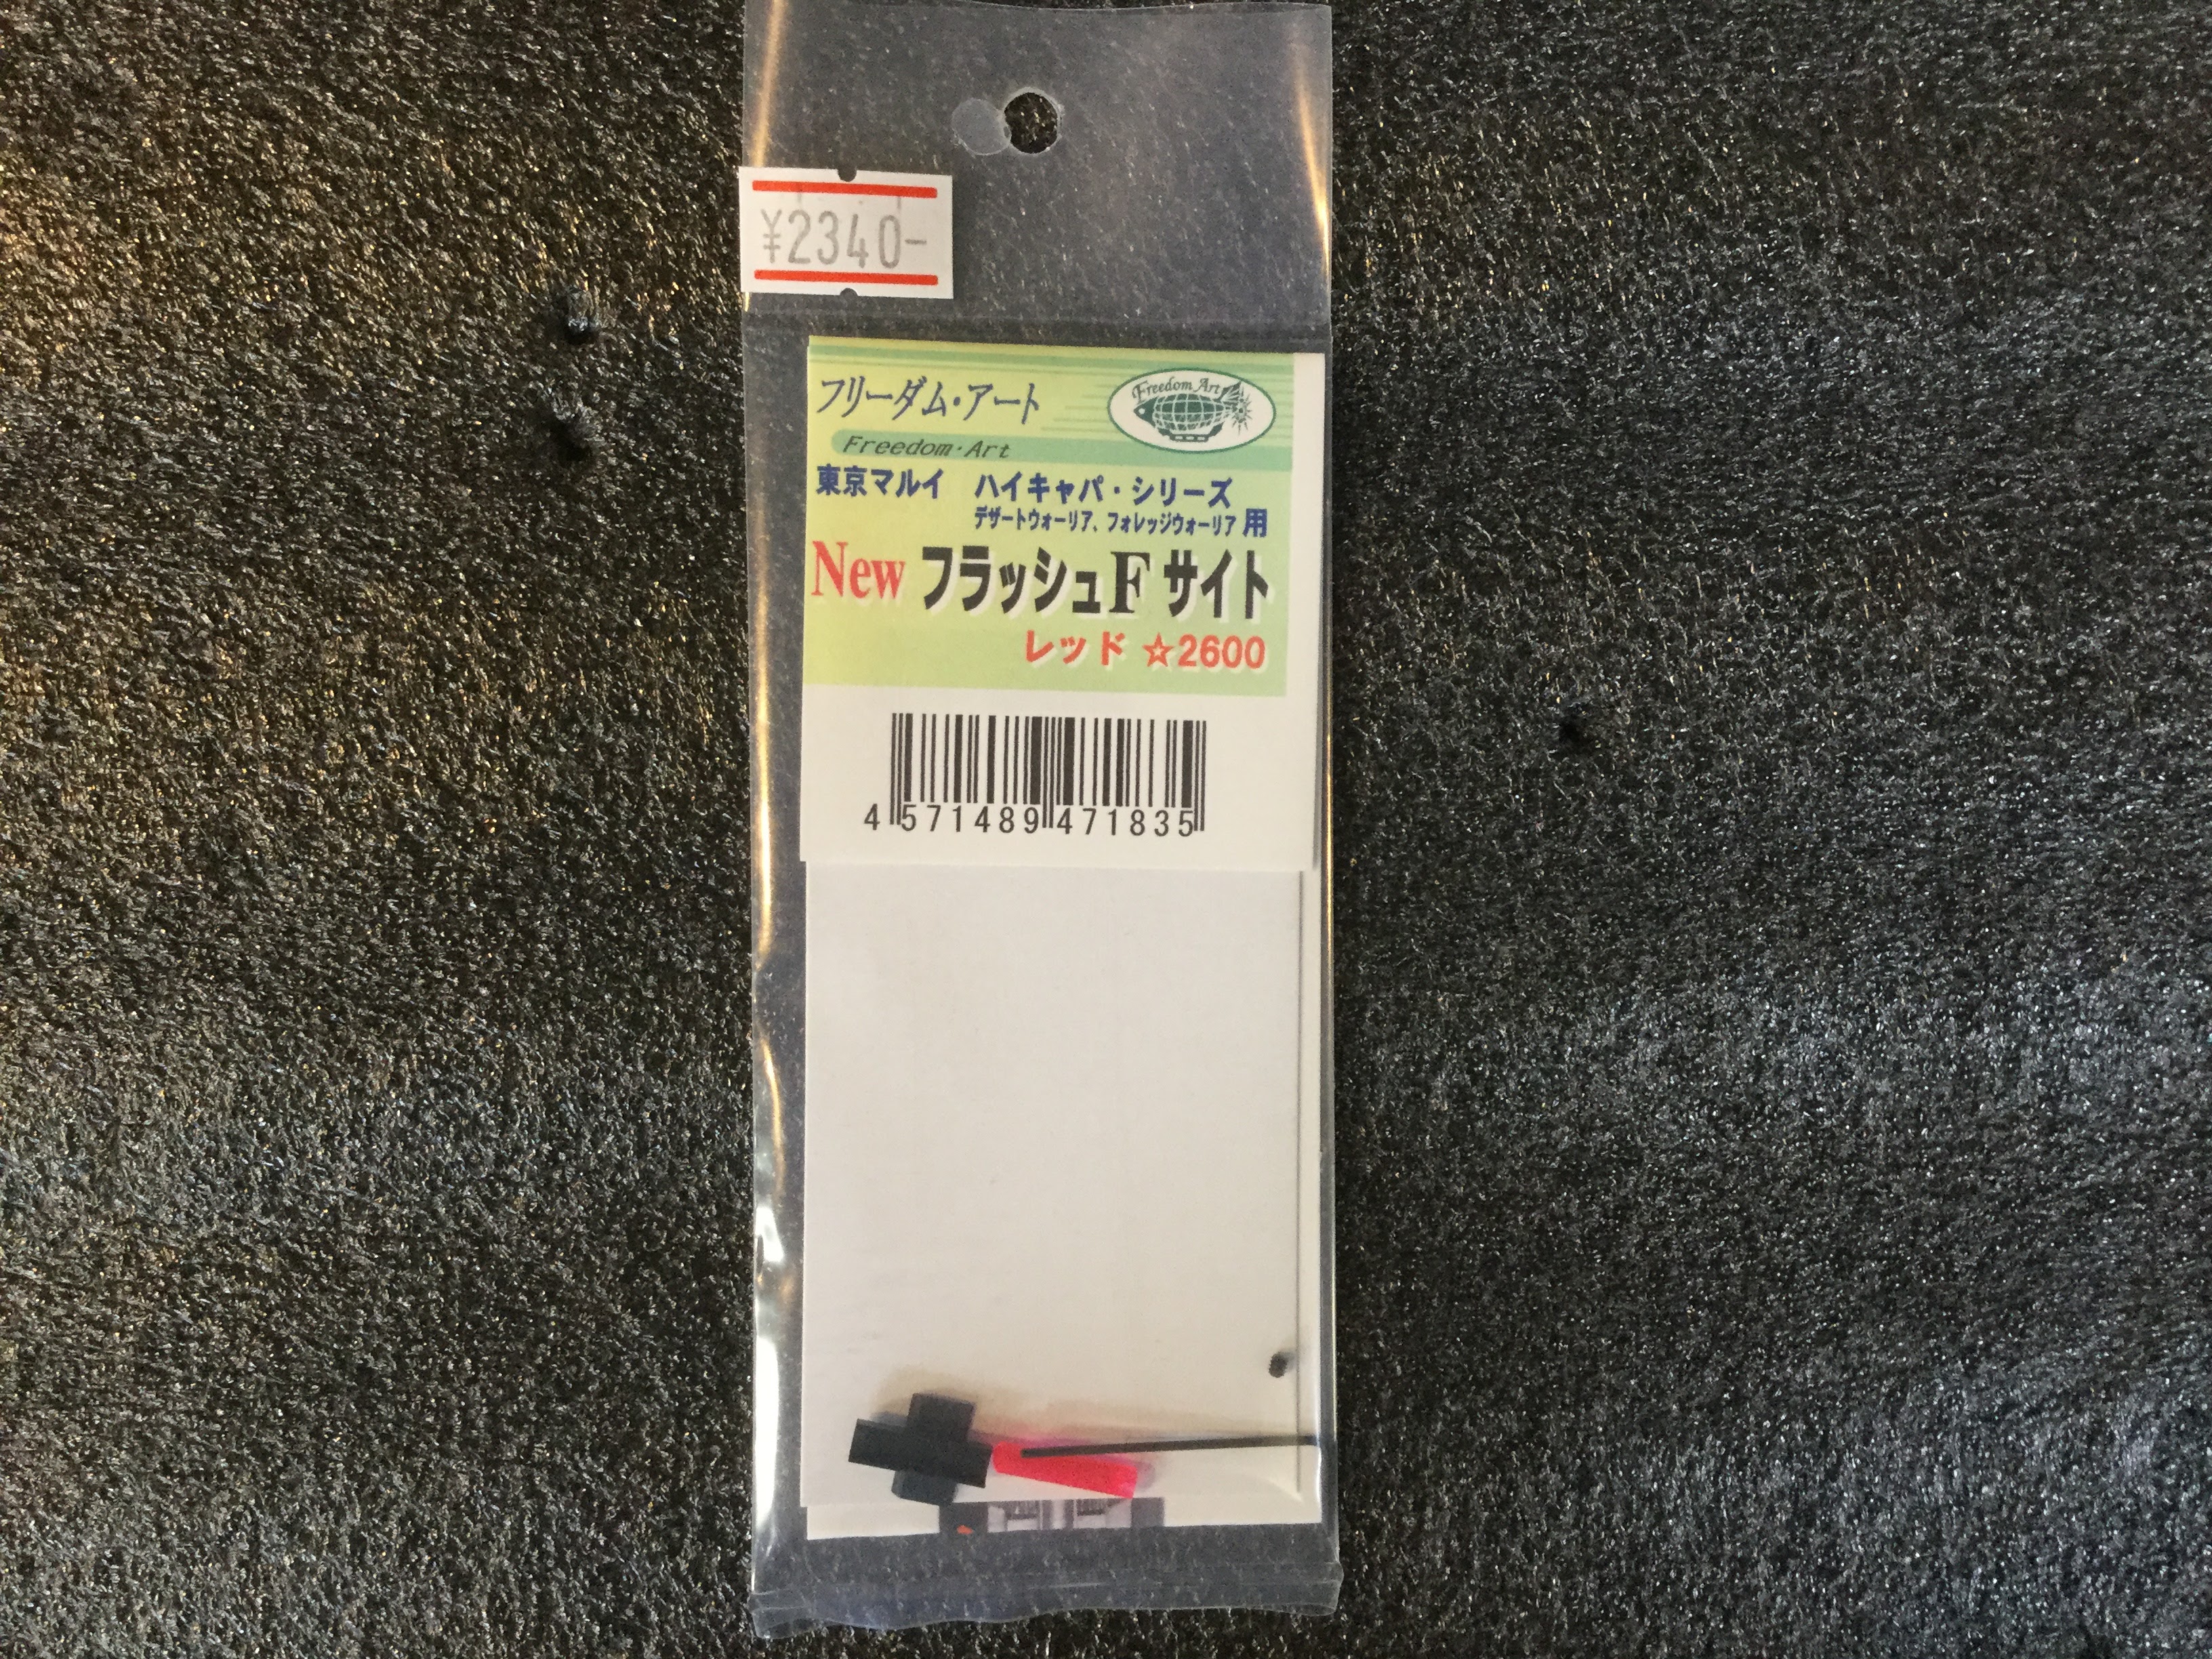 ¥2340-
フリーダム・アート
Freedom Art
Freedom・Art
東京マルイ ハイキャパ・シリーズ
デザートウォーリア、フォレッジウォーリア 用
New フラッシュF サイト
レッド ☆2600
4 571489 471835